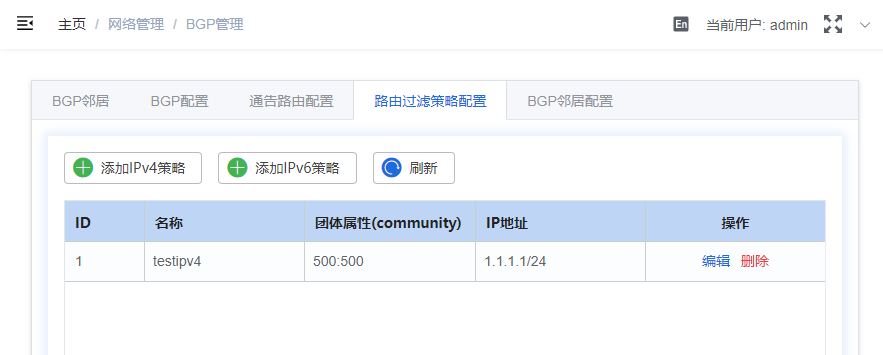 主页 / 网络管理 / BGP管理 En 当前用户: admin
BGP邻居 BGP配置 通告路由配置 路由过滤策略配置 BGP邻居配置
添加IPv4策略 添加IPv6策略 刷新
ID 名称 团体属性(community) IP地址 操作
1 testipv4 500:500 1.1.1.1/24 编辑 删除